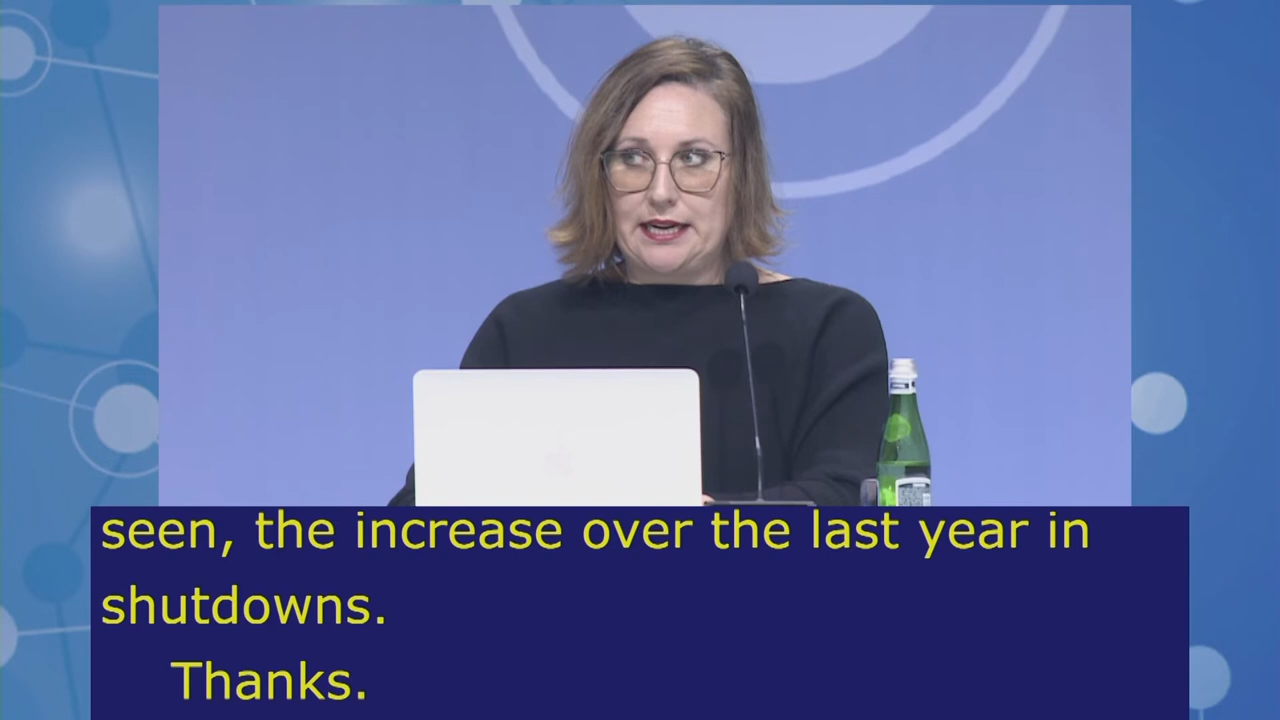 seen, the increase over the last year in
shutdowns.
Thanks.